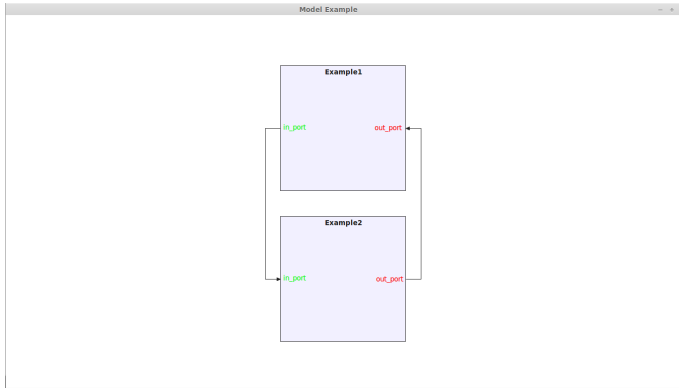 Model Example
Example1
in_port
out_port
Example2
in_port
out_port